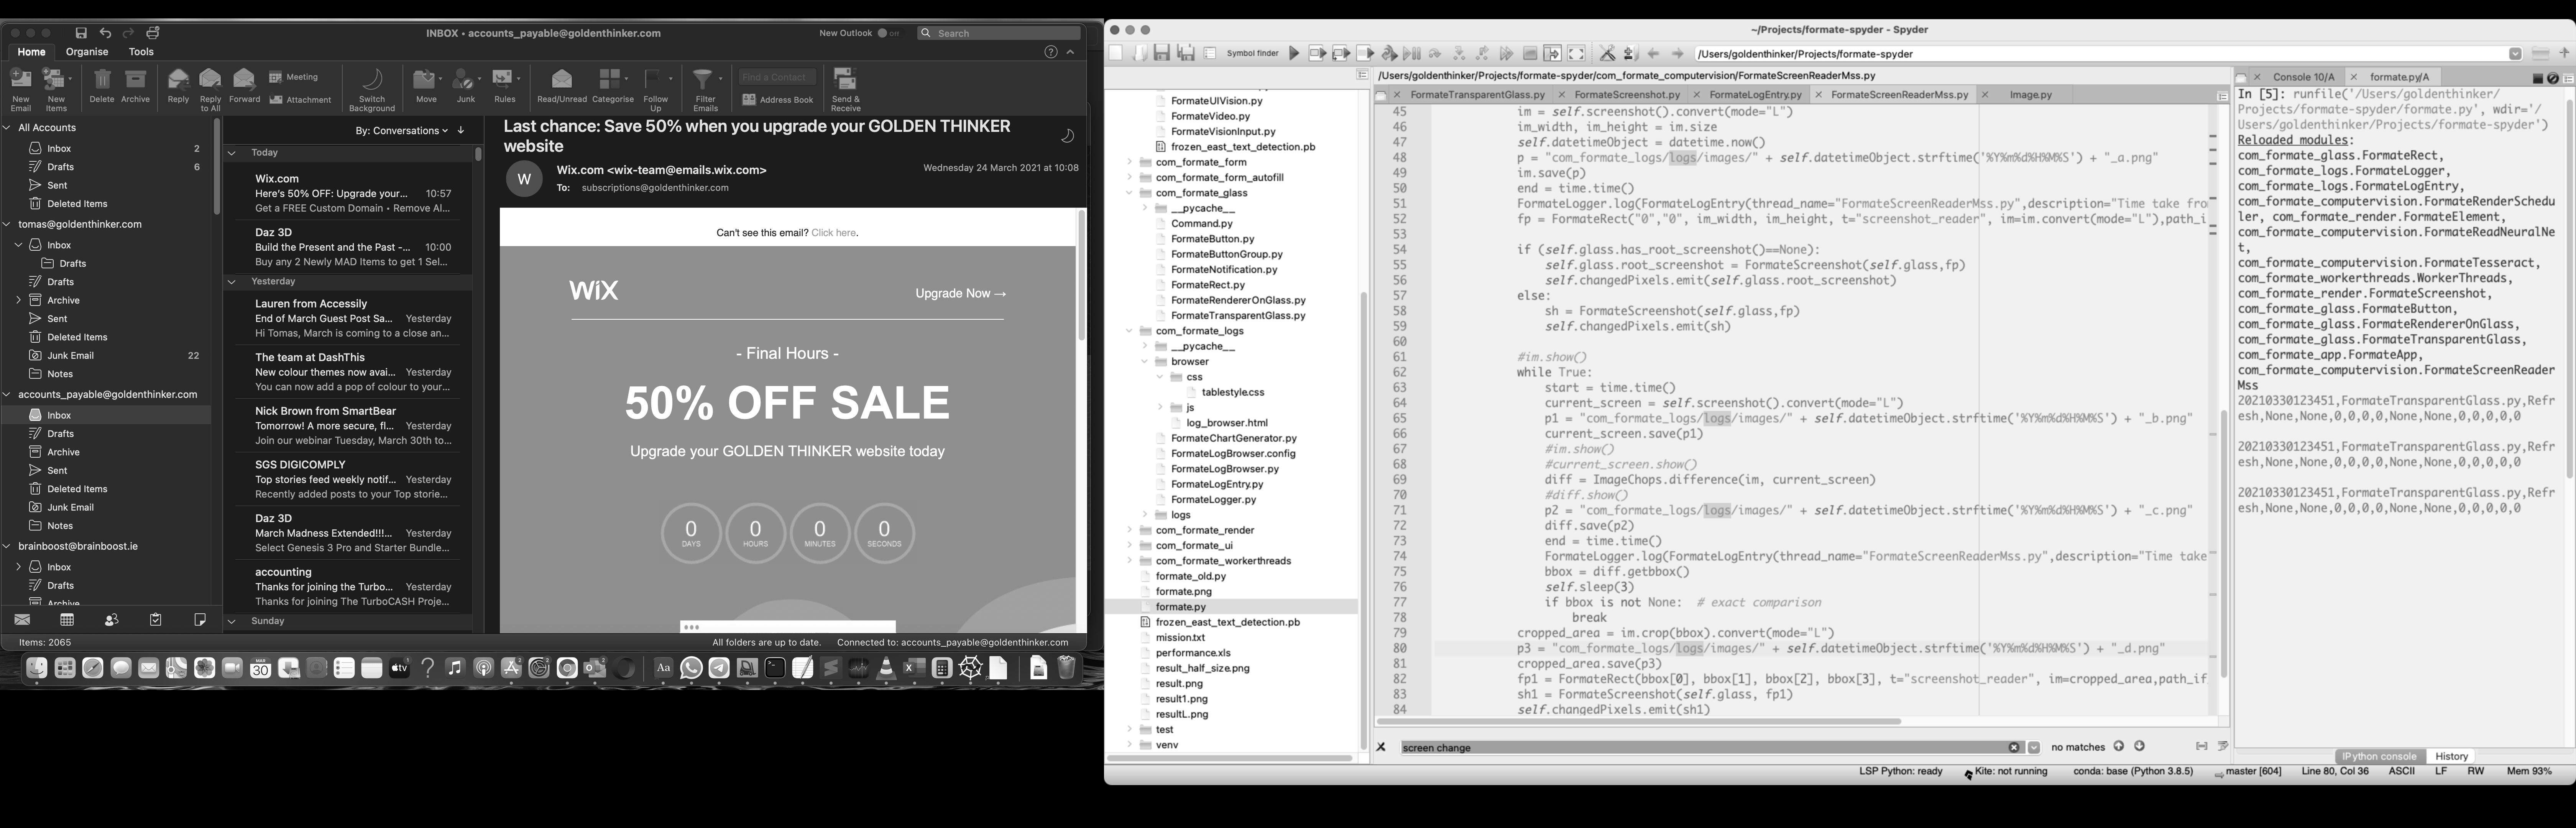 INBOX • accounts_payable@goldenthinker.com
New Outlook
on
Search
Home
Organise
Tools
New Email
New Items
Delete
Archive
Reply
Reply to All
Forward
Meeting
Attachment
Switch Background
Move
Junk
Rules
Read/Unread
Categorise
Follow Up
Filter Emails
Find a Contact
Address Book
Send & Receive
All Accounts
Inbox 2
Drafts 6
Sent
Deleted Items
tomas@goldenthinker.com
Inbox
Drafts
Drafts
Archive
Sent
Deleted Items
Junk Email 22
Notes
accounts_payable@goldenthinker.com
Inbox
Drafts
Archive
Sent
Deleted Items
Junk Email
Notes
brainboost@brainboost.ie
Inbox
Drafts
Archive
Items: 2065
By: Conversations
Today
Wix.com
Here's 50% OFF: Upgrade your... 10:57
Get a FREE Custom Domain • Remove Al...
Daz 3D
Build the Present and the Past -... 10:00
Buy any 2 Newly MAD Items to get 1 Sel...
Yesterday
Lauren from Accessily
End of March Guest Post Sa... Yesterday
Hi Tomas, March is coming to a close an...
The team at DashThis
New colour themes now avai... Yesterday
You can now add a pop of colour to your...
Nick Brown from SmartBear
Tomorrow! A more secure, fl... Yesterday
Join our webinar Tuesday, March 30th to...
SGS DIGICOMPLY
Top stories feed weekly notif... Yesterday
Recently added posts to your Top storie...
Daz 3D
March Madness Extended!!!... Yesterday
Select Genesis 3 Pro and Starter Bundle...
accounting
Thanks for joining the Turbo... Yesterday
Thanks for joining The TurboCASH Proje...
Sunday
Last chance: Save 50% when you upgrade your GOLDEN THINKER
website
W
Wix.com <wix-team@emails.wix.com>
Wednesday 24 March 2021 at 10:08
To: subscriptions@goldenthinker.com
Can't see this email? Click here.
WiX
Upgrade Now →
- Final Hours -
50% OFF SALE
Upgrade your GOLDEN THINKER website today
0 0 0 0
DAYS HOURS MINUTES SECONDS
All folders are up to date.
Connected to: accounts_payable@goldenthinker.com
MAR
30
tv
Aa
~/Projects/formate-spyder - Spyder
Symbol finder
/Users/goldenthinker/Projects/formate-spyder
FormateUIVision.py
FormateVideo.py
FormateVisionInput.py
frozen_east_text_detection.pb
com_formate_form
com_formate_form_autofill
com_formate_glass
__pycache__
Command.py
FormateButton.py
FormateButtonGroup.py
FormateNotification.py
FormateRect.py
FormateRendererOnGlass.py
FormateTransparentGlass.py
com_formate_logs
__pycache__
browser
css
tablestyle.css
js
log_browser.html
FormateChartGenerator.py
FormateLogBrowser.config
FormateLogBrowser.py
FormateLogEntry.py
FormateLogger.py
logs
com_formate_render
com_formate_ui
com_formate_workerthreads
formate_old.py
formate.png
formate.py
frozen_east_text_detection.pb
mission.txt
performance.xls
result_half_size.png
result.png
result1.png
resultL.png
test
venv
/Users/goldenthinker/Projects/formate-spyder/com_formate_computervision/FormateScreenReaderMss.py
FormateTransparentGlass.py
FormateScreenshot.py
FormateLogEntry.py
FormateScreenReaderMss.py
Image.py
45 im = self.screenshot().convert(mode="L")
46 im_width, im_height = im.size
47 self.datetimeObject = datetime.now()
48 p = "com_formate_logs/logs/images/" + self.datetimeObject.strftime('%Y%m%d%H%M%S') + "_a.png"
49 im.save(p)
50 end = time.time()
51 FormateLogger.log(FormateLogEntry(thread_name="FormateScreenReaderMss.py",description="Time take fro
52 fp = FormateRect("0","0", im_width, im_height, t="screenshot_reader", im=im.convert(mode="L"),path_i
53
54 if (self.glass.has_root_screenshot()==None):
55 self.glass.root_screenshot = FormateScreenshot(self.glass,fp)
56 self.changedPixels.emit(self.glass.root_screenshot)
57 else:
58 sh = FormateScreenshot(self.glass,fp)
59 self.changedPixels.emit(sh)
60
61 #im.show()
62 while True:
63 start = time.time()
64 current_screen = self.screenshot().convert(mode="L")
65 p1 = "com_formate_logs/logs/images/" + self.datetimeObject.strftime('%Y%m%d%H%M%S') + "_b.png"
66 current_screen.save(p1)
67 #im.show()
68 #current_screen.show()
69 diff = ImageChops.difference(im, current_screen)
70 #diff.show()
71 p2 = "com_formate_logs/logs/images/" + self.datetimeObject.strftime('%Y%m%d%H%M%S') + "_c.png"
72 diff.save(p2)
73 end = time.time()
74 FormateLogger.log(FormateLogEntry(thread_name="FormateScreenReaderMss.py",description="Time take
75 bbox = diff.getbbox()
76 self.sleep(3)
77 if bbox is not None: # exact comparison
78 break
79 cropped_area = im.crop(bbox).convert(mode="L")
80 p3 = "com_formate_logs/logs/images/" + self.datetimeObject.strftime('%Y%m%d%H%M%S') + "_d.png"
81 cropped_area.save(p3)
82 fp1 = FormateRect(bbox[0], bbox[1], bbox[2], bbox[3], t="screenshot_reader", im=cropped_area,path_if
83 sh1 = FormateScreenshot(self.glass, fp1)
84 self.changedPixels.emit(sh1)
screen change
no matches
Console 10/A
formate.py/A
In [5]: runfile('/Users/goldenthinker/
Projects/formate-spyder/formate.py', wdir='/
Users/goldenthinker/Projects/formate-spyder')
Reloaded modules:
com_formate_glass.FormateRect,
com_formate_logs.FormateLogger,
com_formate_logs.FormateLogEntry,
com_formate_computervision.FormateRenderSchedu
ler, com_formate_render.FormateElement,
com_formate_computervision.FormateReadNeuralNe
t,
com_formate_computervision.FormateTesseract,
com_formate_workerthreads.WorkerThreads,
com_formate_render.FormateScreenshot,
com_formate_glass.FormateButton,
com_formate_glass.FormateRendererOnGlass,
com_formate_glass.FormateTransparentGlass,
com_formate_app.FormateApp,
com_formate_computervision.FormateScreenReader
Mss
20210330123451,FormateTransparentGlass.py,Refr
esh,None,None,0,0,0,0,None,None,0,0,0,0,0
20210330123451,FormateTransparentGlass.py,Refr
esh,None,None,0,0,0,0,None,None,0,0,0,0,0
20210330123451,FormateTransparentGlass.py,Refr
esh,None,None,0,0,0,0,None,None,0,0,0,0,0
IPython console
History
LSP Python: ready
Kite: not running
conda: base (Python 3.8.5)
master [604]
Line 80, Col 36
ASCII
LF
RW
Mem 93%